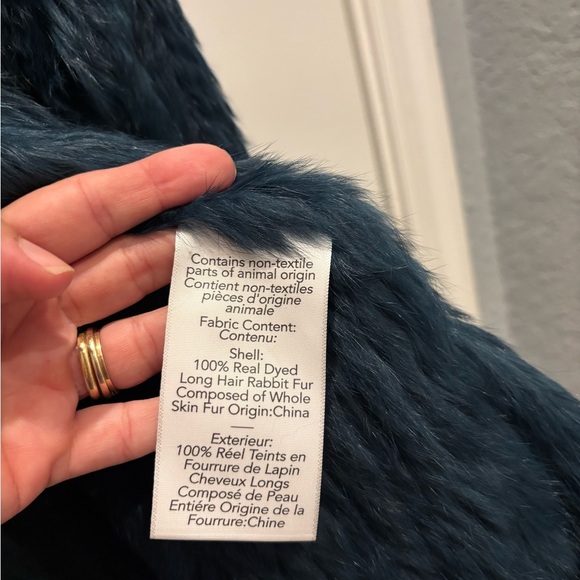 Contains non-textile
parts of animal origin
Contient non-textiles
pièces d'origine
animale
Fabric Content:
Contenu:
Shell:
100% Real Dyed
Long Hair Rabbit Fur
Composed of Whole
Skin Fur Origin:China
Exterieur:
100% Réel Teints en
Fourrure de Lapin
Cheveux Longs
Composé de Peau
Entiére Origine de la
Fourrure:Chine